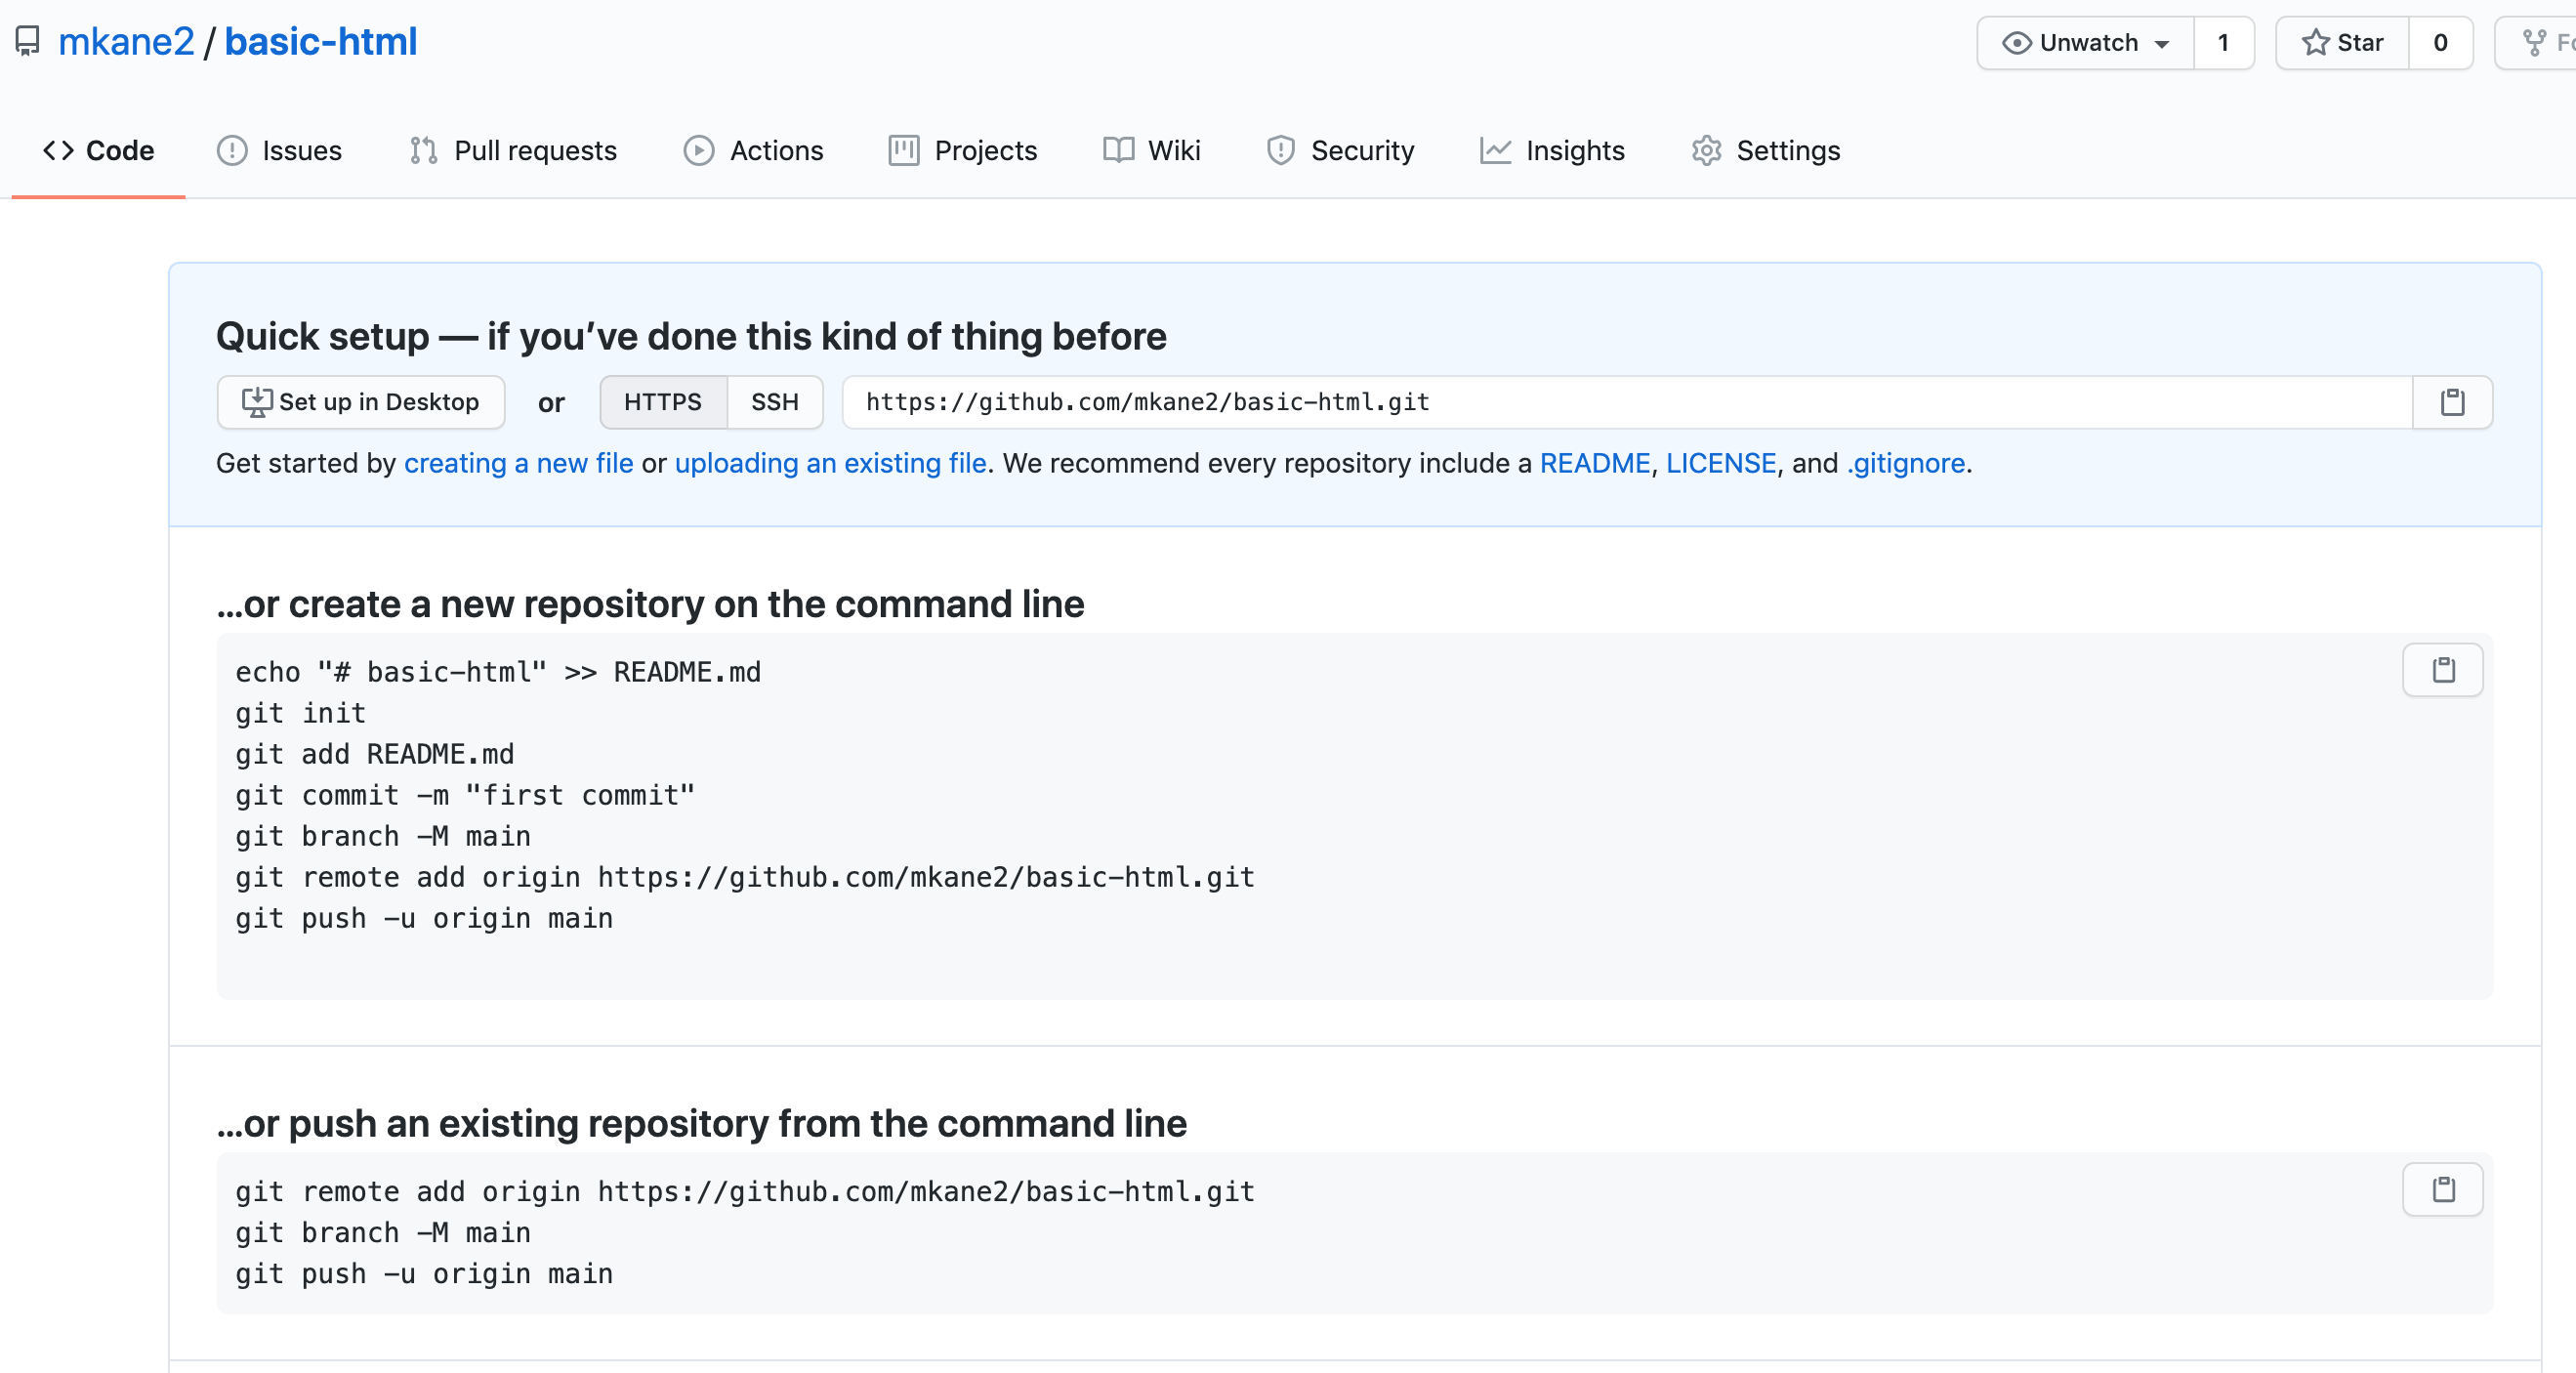 mkane2 / basic-html
Unwatch 1 Star 0
Code Issues Pull requests Actions Projects Wiki Security Insights Settings
Quick setup — if you’ve done this kind of thing before
Set up in Desktop or HTTPS SSH https://github.com/mkane2/basic-html.git
Get started by creating a new file or uploading an existing file. We recommend every repository include a README, LICENSE, and .gitignore.
…or create a new repository on the command line
echo "# basic-html" >> README.md
git init
git add README.md
git commit -m "first commit"
git branch -M main
git remote add origin https://github.com/mkane2/basic-html.git
git push -u origin main
…or push an existing repository from the command line
git remote add origin https://github.com/mkane2/basic-html.git
git branch -M main
git push -u origin main